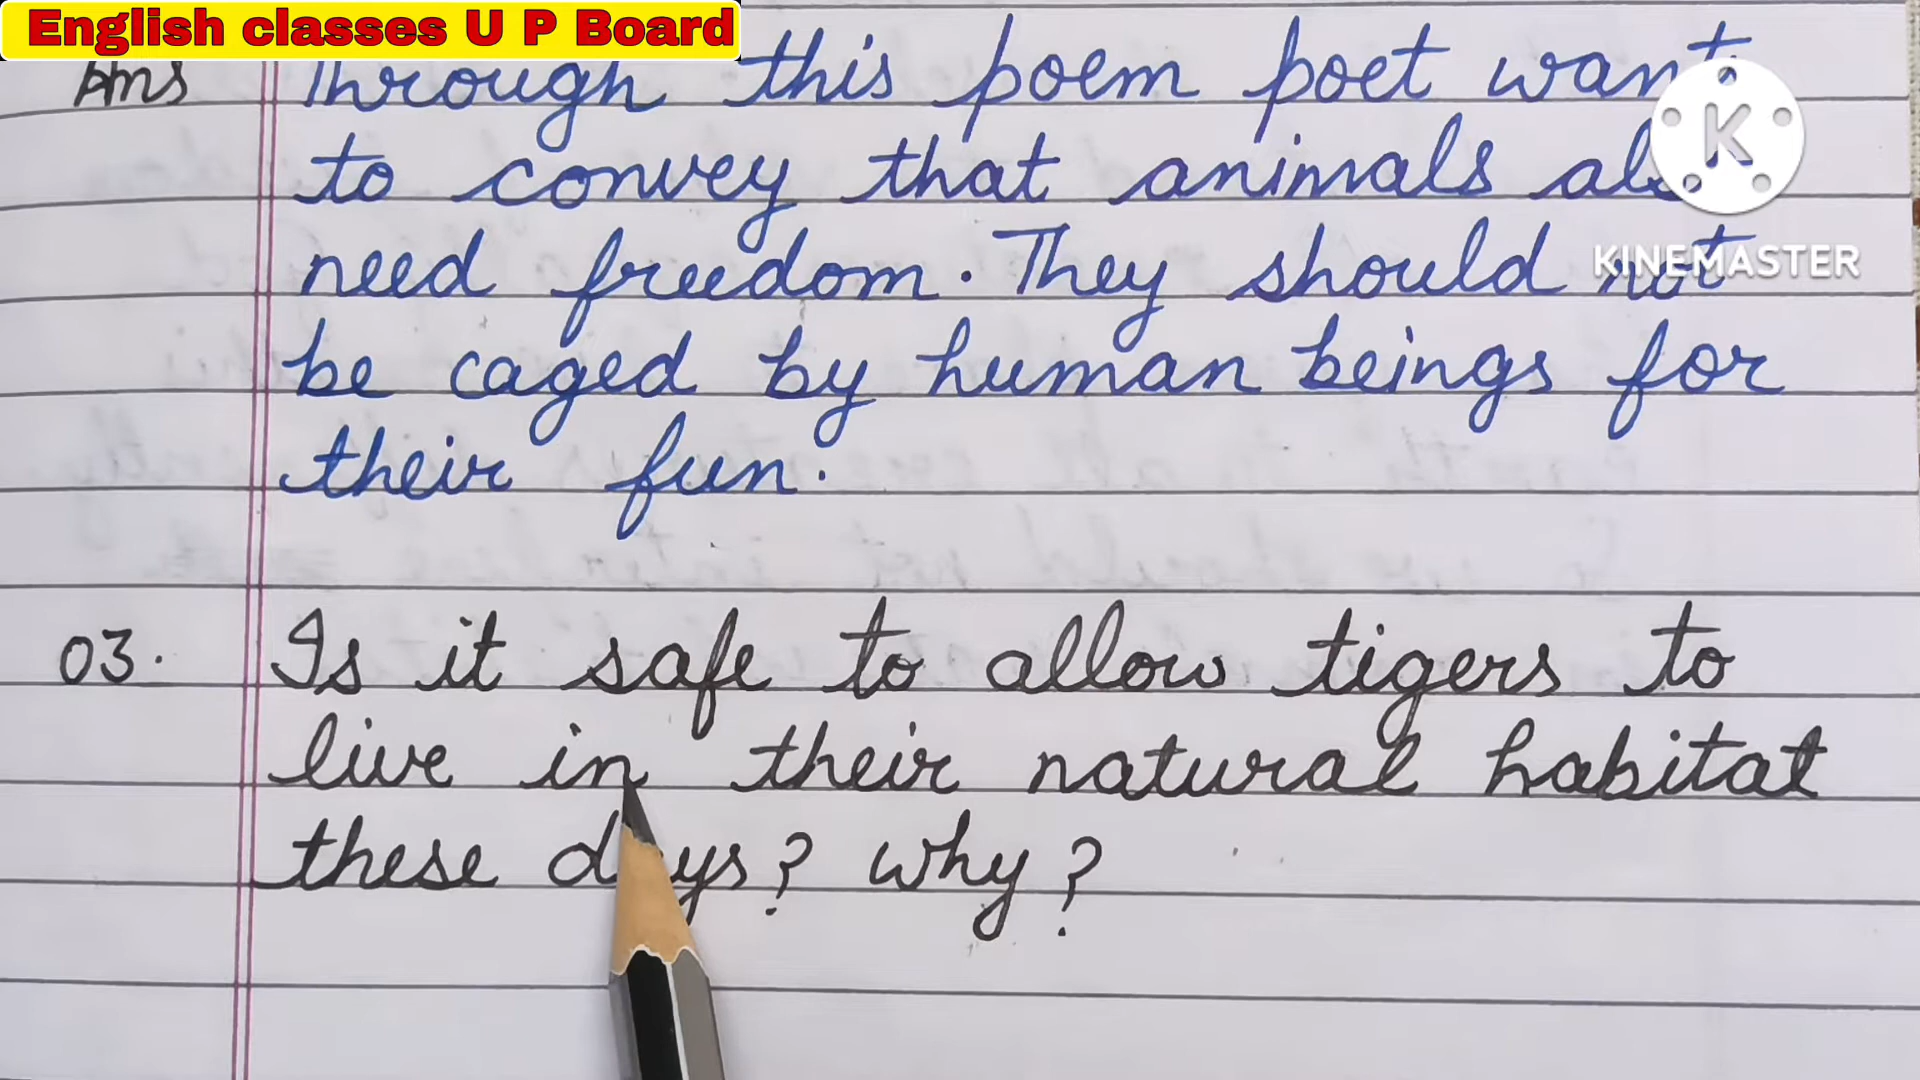 English classes U P Board
Ans Through this poem poet want
to convey that animals also
need freedom. They should not
be caged by human beings for
their fun.
KINEMASTER
03. Is it safe to allow tigers to
live in their natural habitat
these days? why?